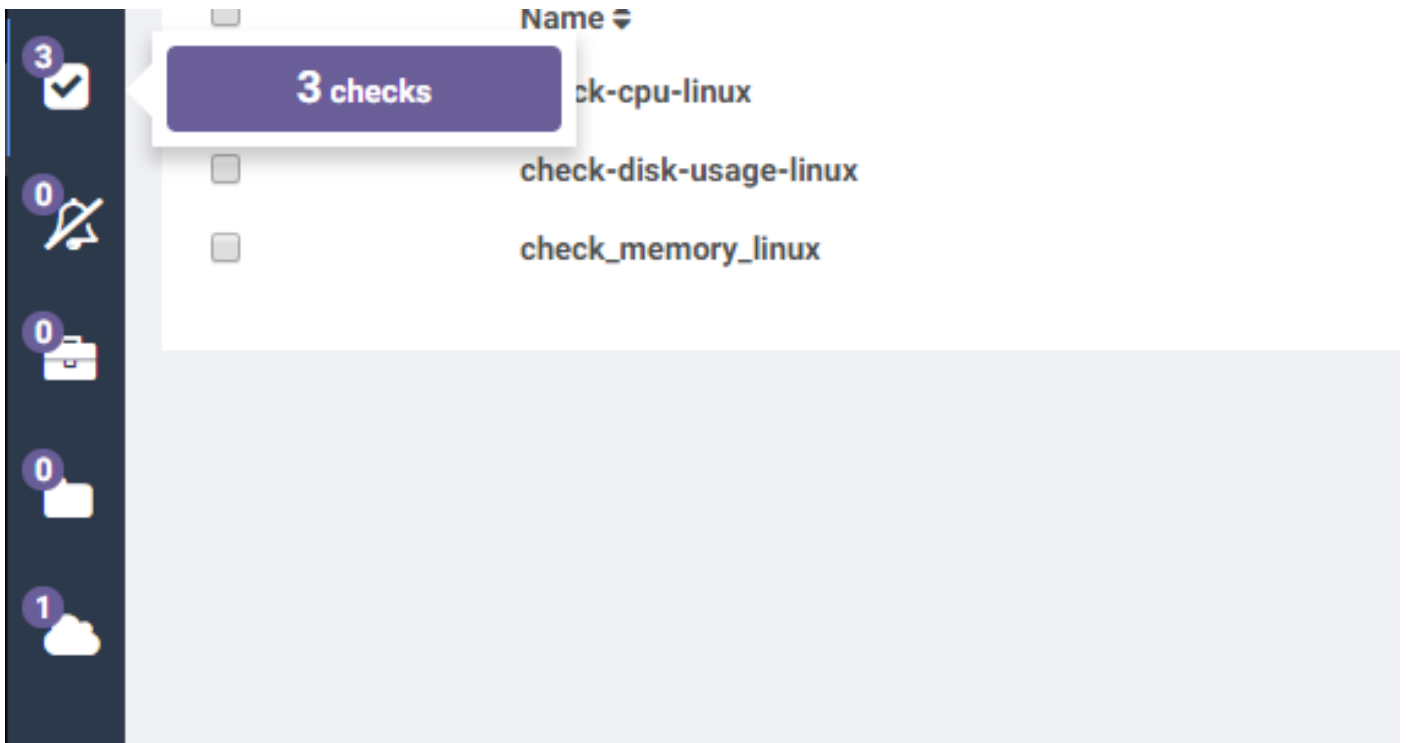 Name
3
3 checks
ck-cpu-linux
0
check-disk-usage-linux
check_memory_linux
0
0
1